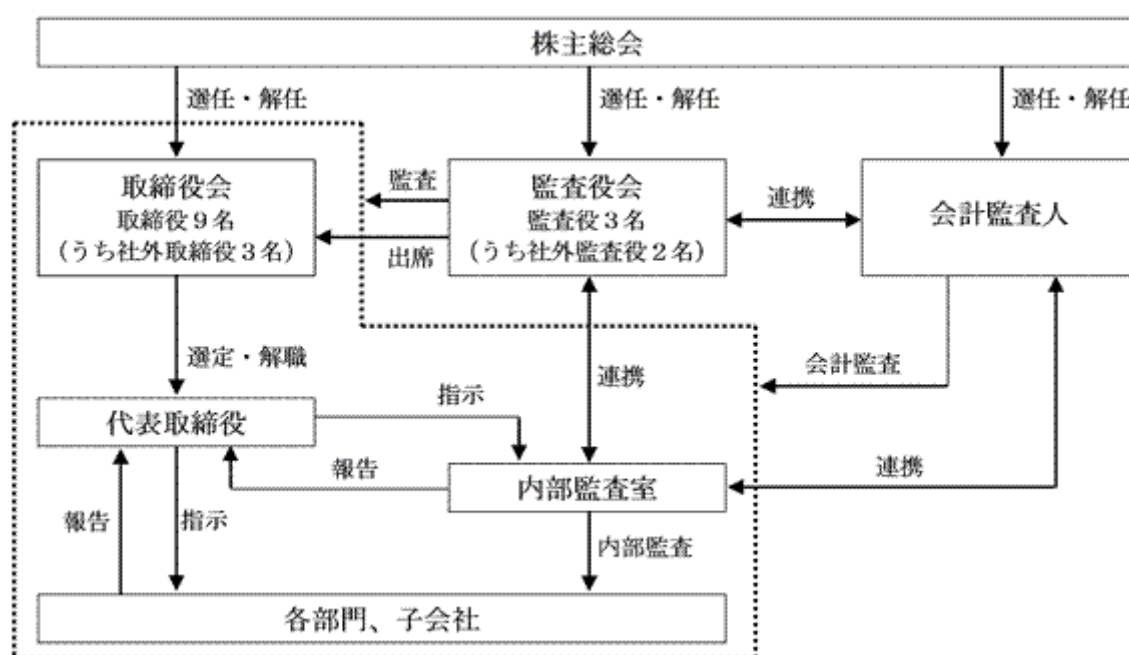 株主総会
選任・解任
選任・解任
選任・解任
取締役会
取締役9名
(うち社外取締役3名)
監査
出席
監査役会
監査役3名
(うち社外監査役2名)
連携
会計監査人
選定・解職
連携
会計監査
代表取締役
指示
報告
内部監査室
連携
報告
指示
内部監査
各部門、子会社